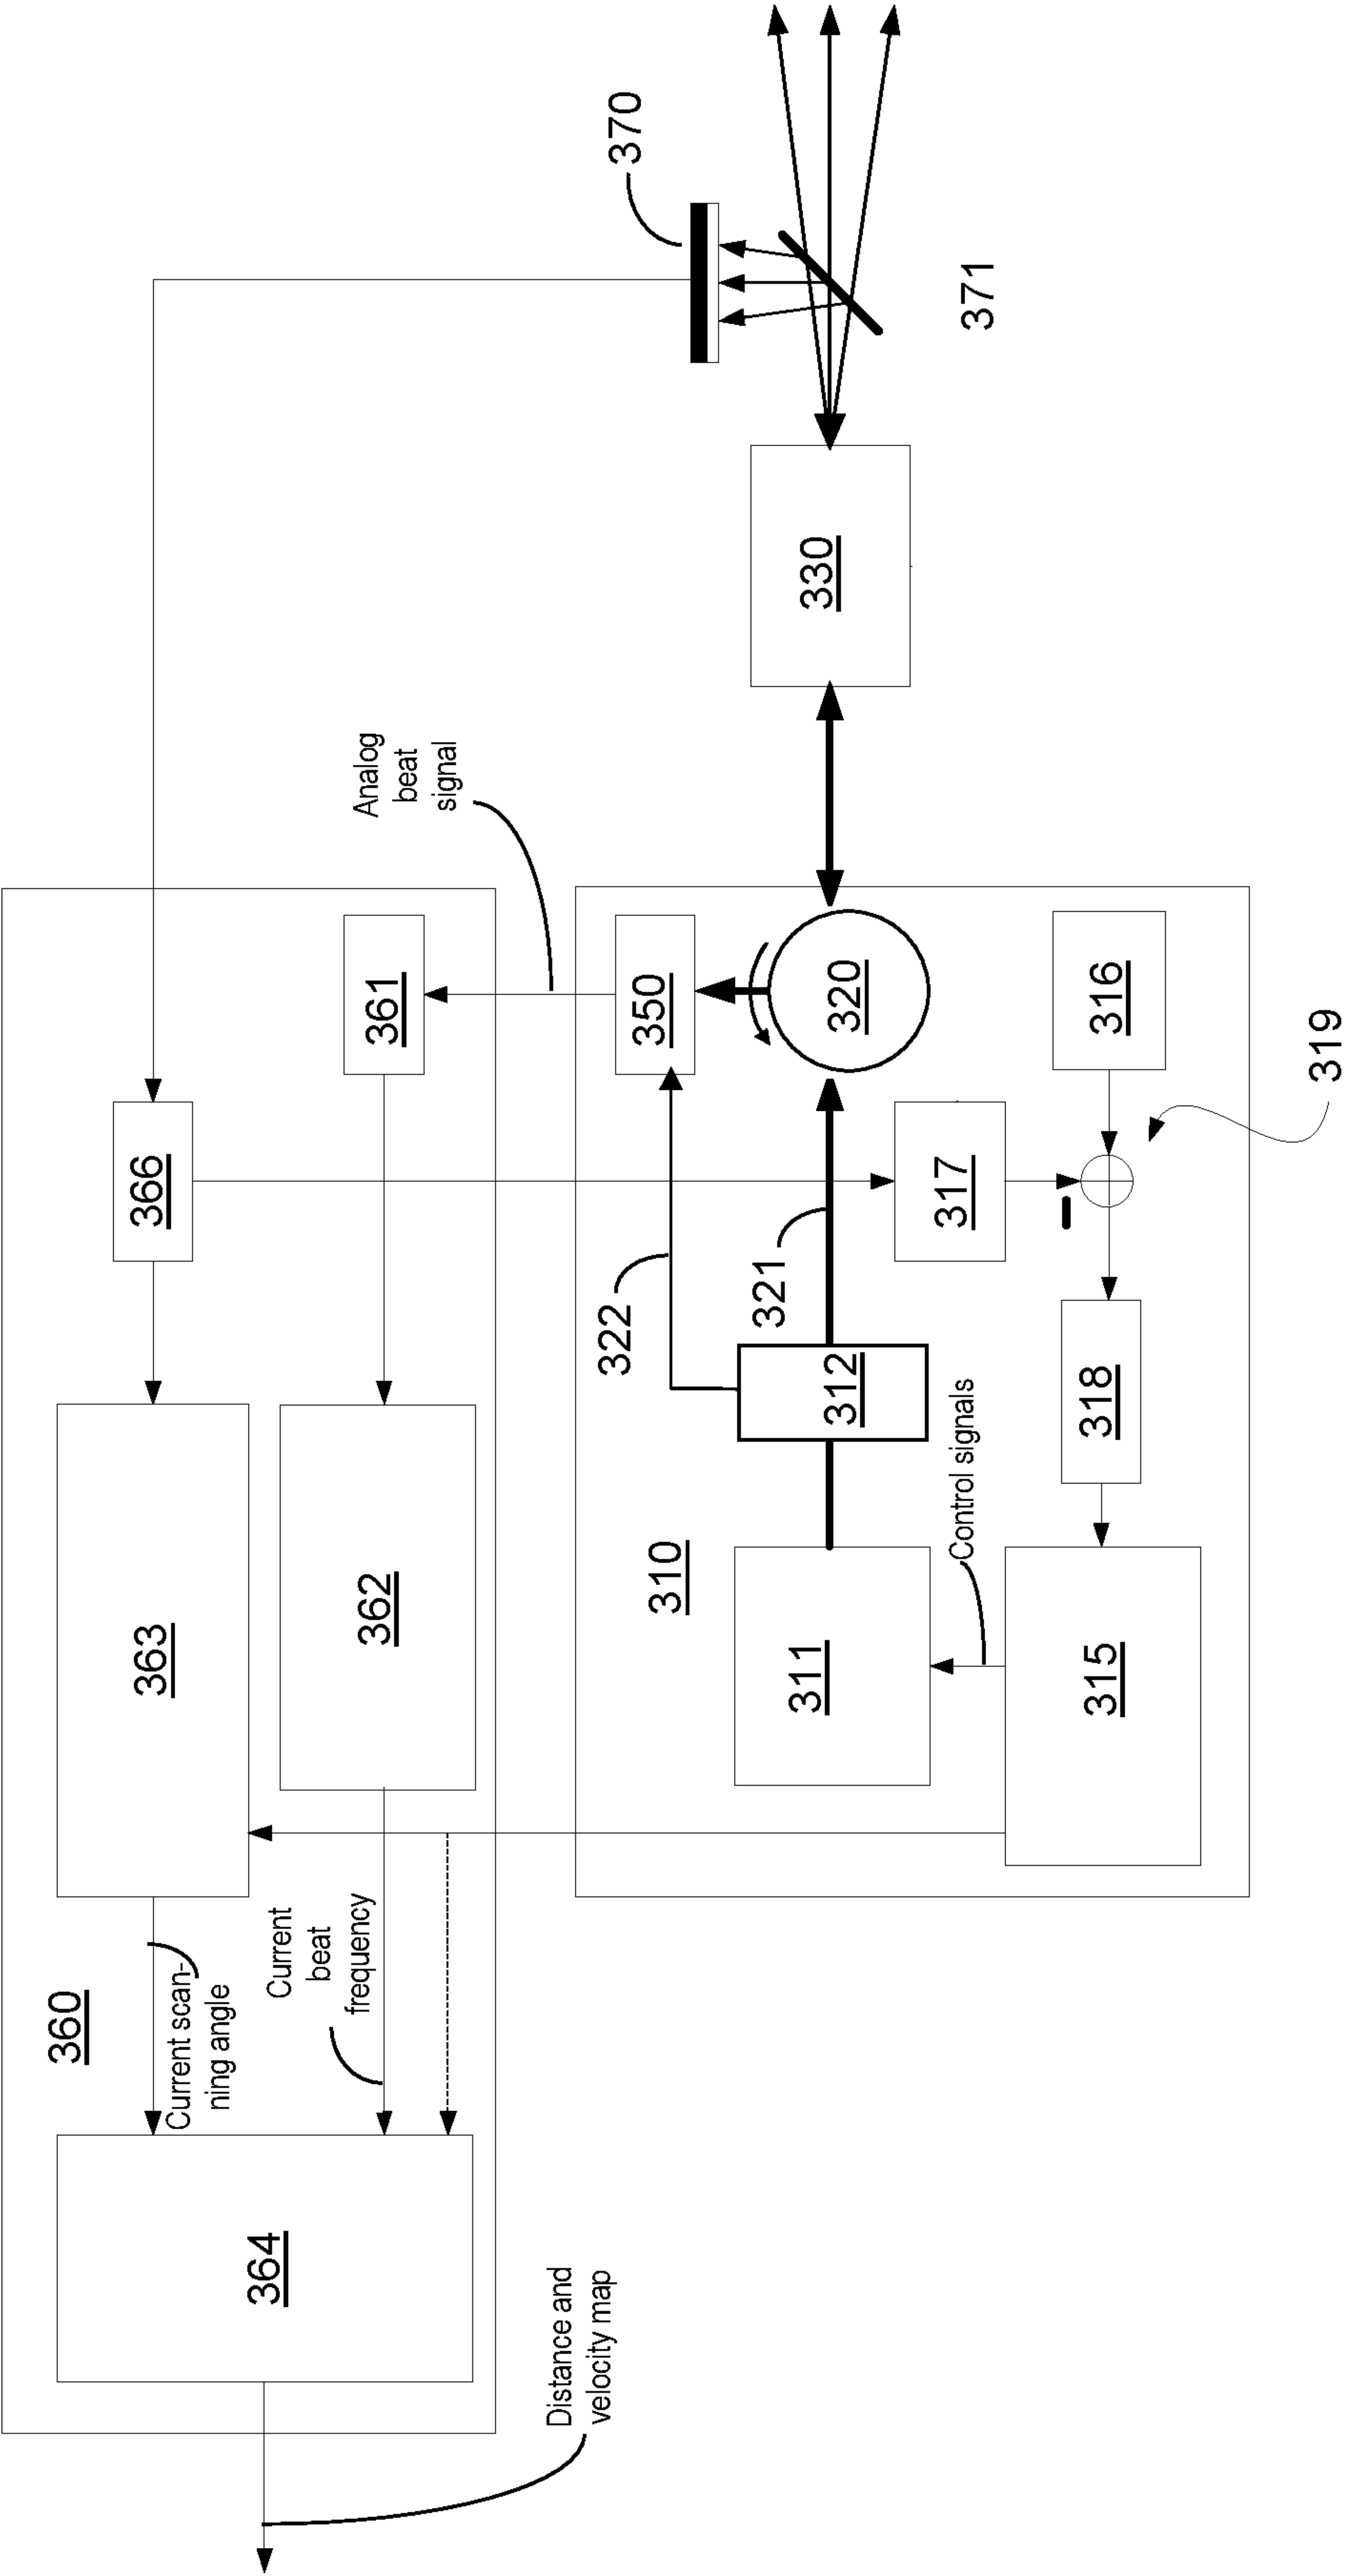 370
371
330
Analog
beat
signal
361
350
320
316
319
366
317
322
321
312
318
Control signals
363
362
310
311
315
360
Current scan-
ning angle
Current
beat
frequency
364
Distance and
velocity map
-